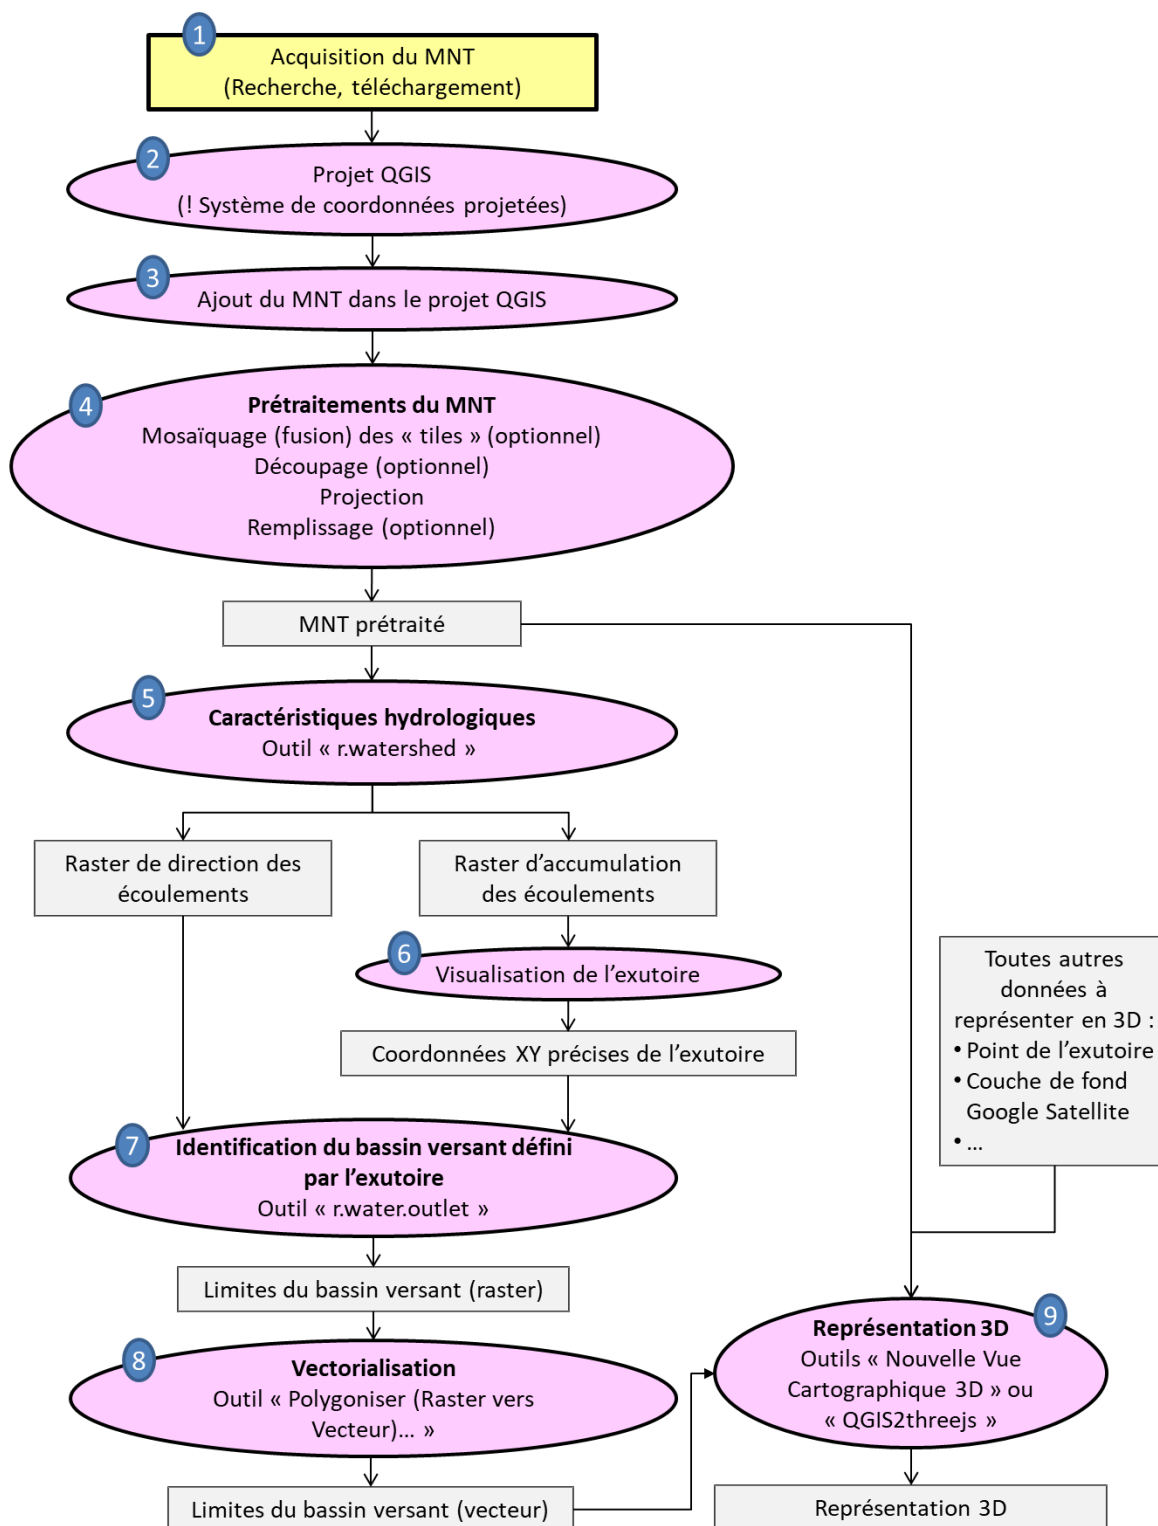 1
Acquisition du MNT
(Recherche, téléchargement)
2
Projet QGIS
(! Système de coordonnées projetées)
3
Ajout du MNT dans le projet QGIS
4
Prétraitements du MNT
Mosaïquage (fusion) des « tiles » (optionnel)
Découpage (optionnel)
Projection
Remplissage (optionnel)
MNT prétraité
5
Caractéristiques hydrologiques
Outil « r.watershed »
Raster de direction des
écoulements
Raster d’accumulation
des écoulements
6
Visualisation de l’exutoire
Coordonnées XY précises de l’exutoire
Toutes autres
données à
représenter en 3D :
• Point de l’exutoire
• Couche de fond
Google Satellite
• ...
7
Identification du bassin versant défini
par l’exutoire
Outil « r.water.outlet »
Limites du bassin versant (raster)
8
Vectorialisation
Outil « Polygoniser (Raster vers
Vecteur)... »
Limites du bassin versant (vecteur)
9
Représentation 3D
Outils « Nouvelle Vue
Cartographique 3D » ou
« QGIS2threejs »
Représentation 3D